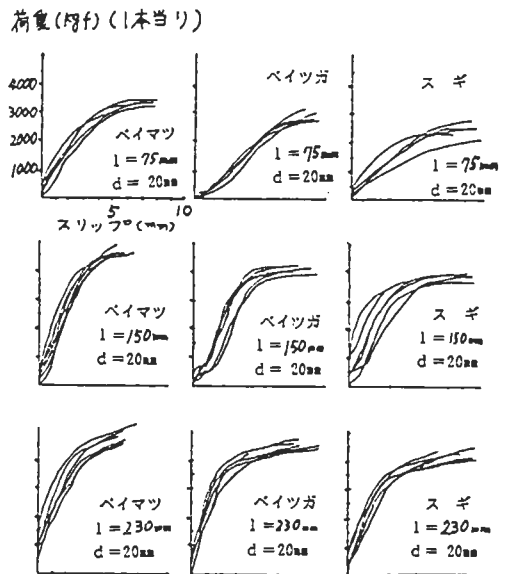 荷重(kgf)(1本当り)
4000
3000
2000
1000
ベイマツ
l=75mm
d=20mm
5
10
スリップ(mm)
ベイツガ
l=75mm
d=20mm
スギ
l=75mm
d=20mm
ベイマツ
l=150mm
d=20mm
ベイツガ
l=150mm
d=20mm
スギ
l=150mm
d=20mm
ベイマツ
l=230mm
d=20mm
ベイツガ
l=230mm
d=20mm
スギ
l=230mm
d=20mm